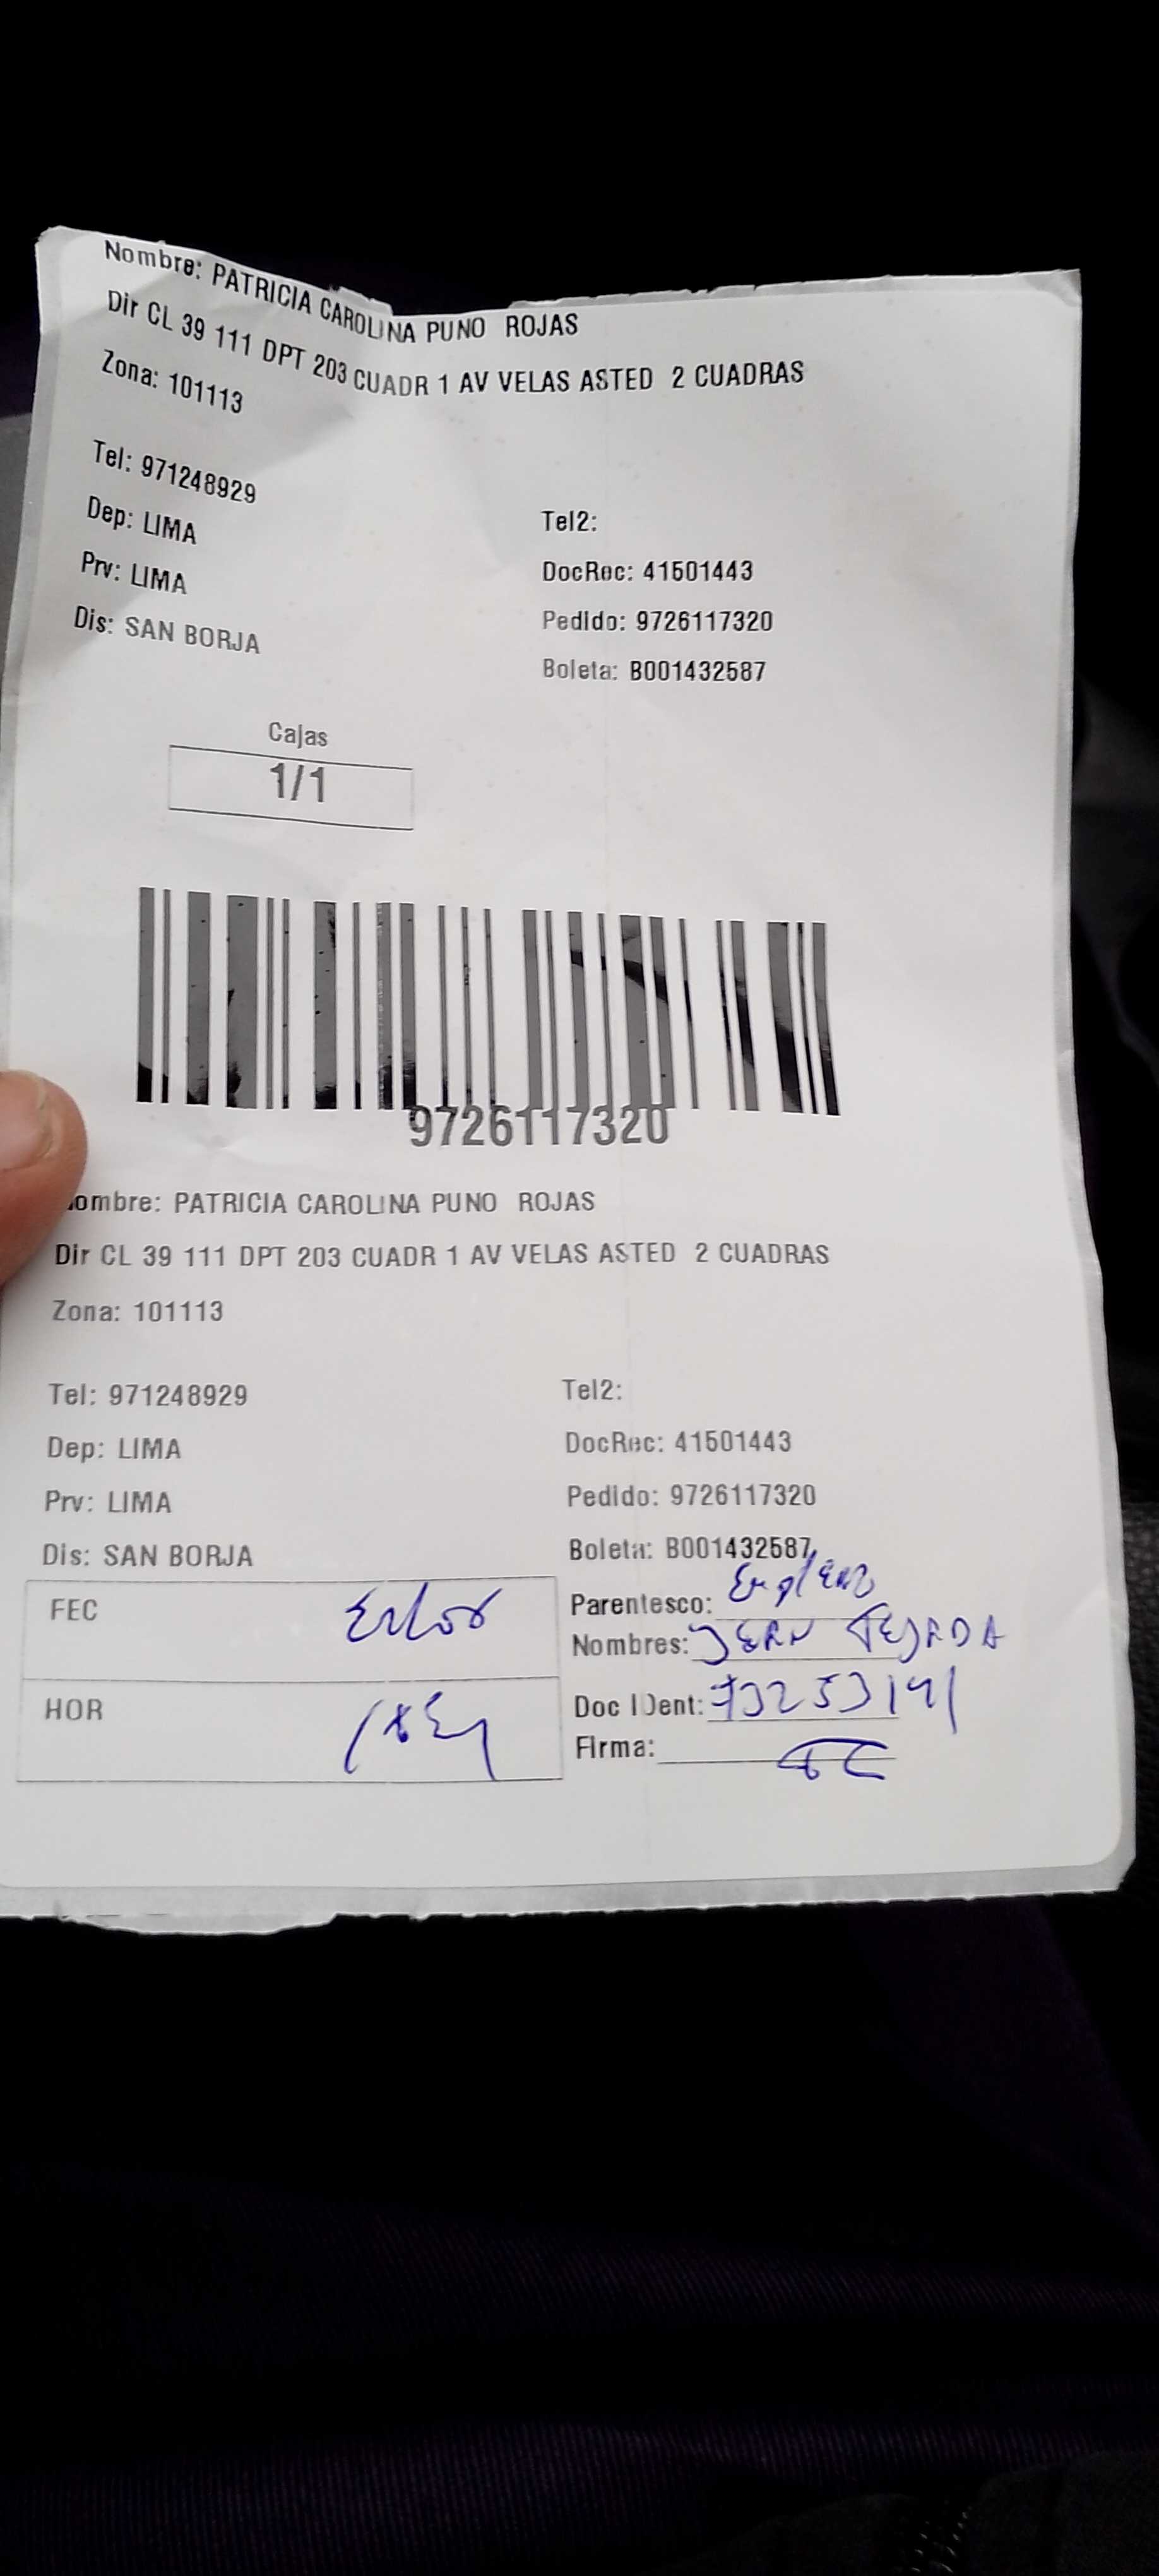 Nombre: PATRICIA CAROLINA PUNO ROJAS
Dir CL 39 111 DPT 203 CUADR 1 AV VELAS ASTED 2 CUADRAS
Zona: 101113
Tel: 971248929
Tel2:
Dep: LIMA
DocRec: 41501443
Prv: LIMA
Pedido: 9726117320
Dis: SAN BORJA
Boleta: B001432587
Cajas
1/1
9726117320
ombre: PATRICIA CAROLINA PUNO ROJAS
Dir CL 39 111 DPT 203 CUADR 1 AV VELAS ASTED 2 CUADRAS
Zona: 101113
Tel: 971248929
Tel2:
Dep: LIMA
DocRec: 41501443
Prv: LIMA
Pedido: 9726117320
Dis: SAN BORJA
Boleta: B001432587
FEC
Parentesco:
Nombres: JEAN TEJADA
HOR
Doc IDent: 73253141
Firma: